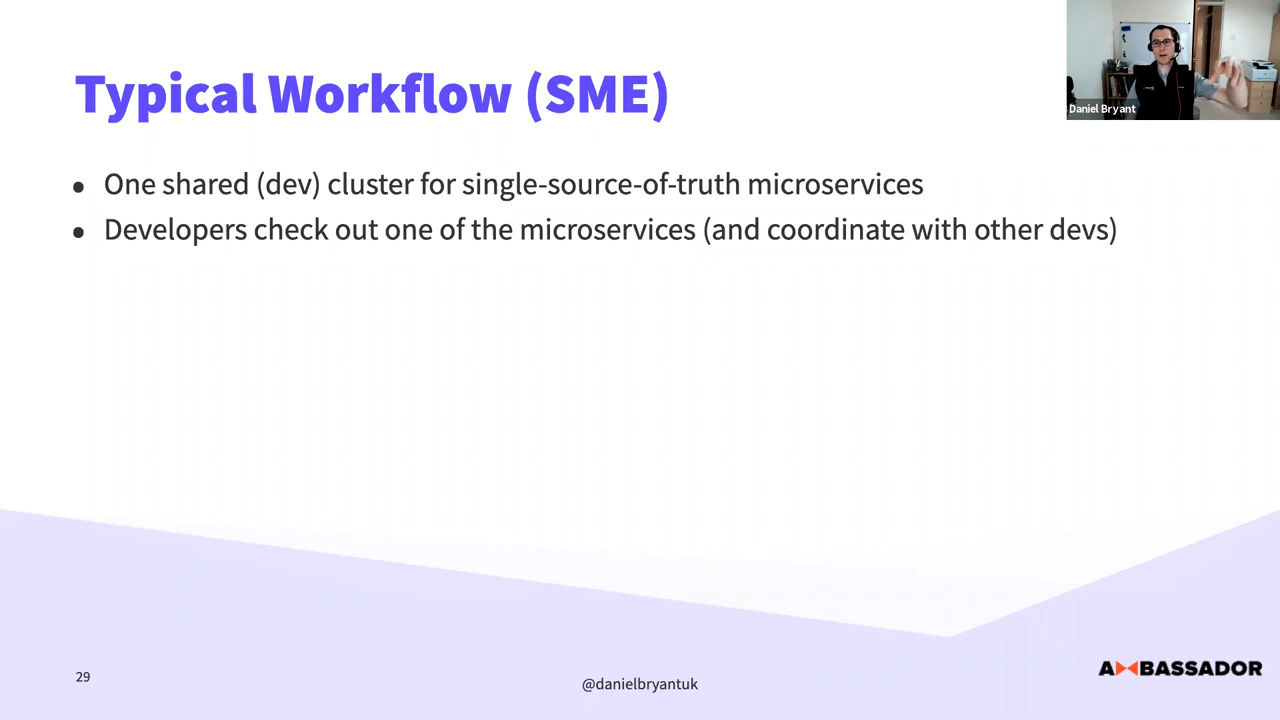 Typical Workflow (SME)
Daniel Bryant
• One shared (dev) cluster for single-source-of-truth microservices
• Developers check out one of the microservices (and coordinate with other devs)
29
@danielbryantuk
AMBASSADOR